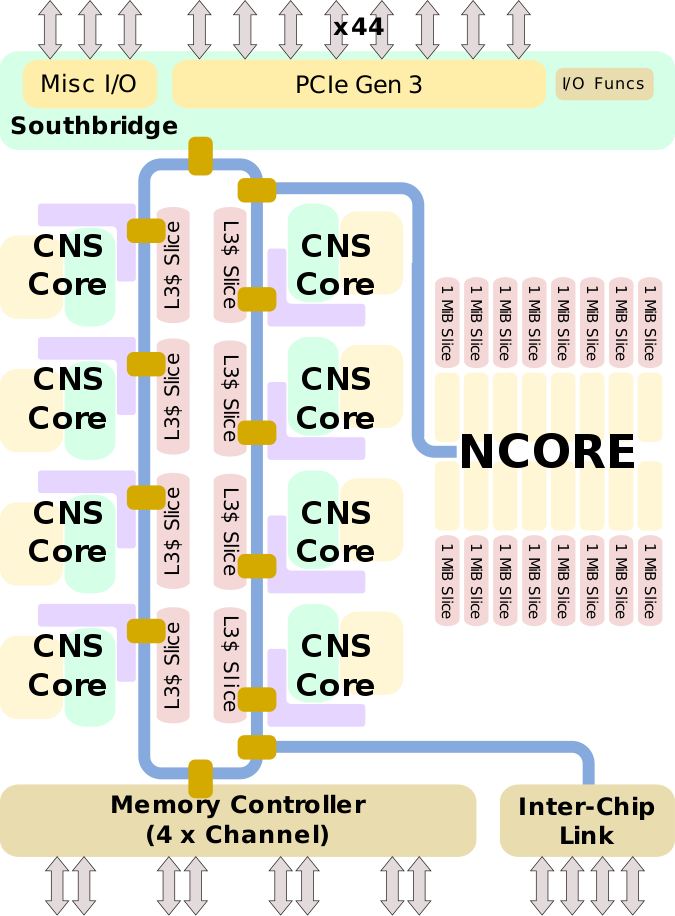 x44
Misc I/O
PCIe Gen 3
I/O Funcs
Southbridge
CNS
Core
L3$ Slice
L3$ Slice
CNS
Core
CNS
Core
L3$ Slice
L3$ Slice
CNS
Core
CNS
Core
L3$ Slice
L3$ Slice
CNS
Core
CNS
Core
L3$ Slice
L3$ Slice
CNS
Core
1 MiB Slice
1 MiB Slice
1 MiB Slice
1 MiB Slice
1 MiB Slice
1 MiB Slice
1 MiB Slice
1 MiB Slice
NCORE
1 MiB Slice
1 MiB Slice
1 MiB Slice
1 MiB Slice
1 MiB Slice
1 MiB Slice
1 MiB Slice
1 MiB Slice
Memory Controller
(4 x Channel)
Inter-Chip
Link